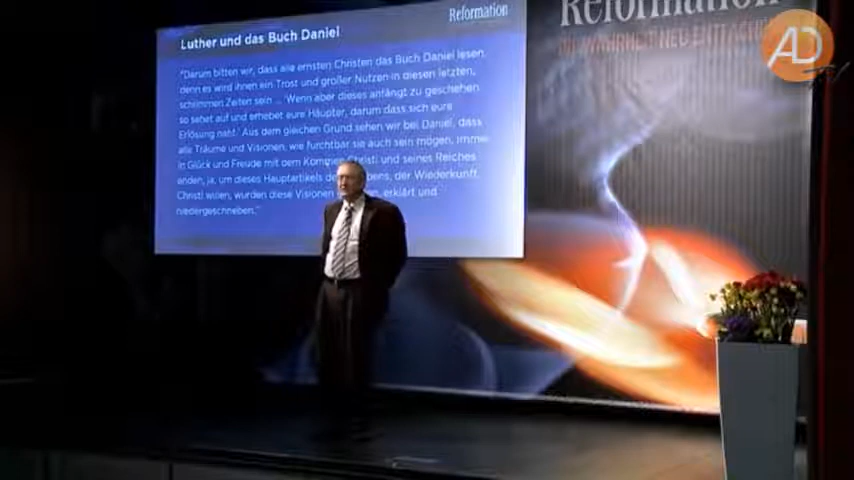 Reformation
Luther und das Buch Daniel
"Darum bitten wir, dass alle ernsten Christen das Buch Daniel lesen,
denn es wird ihnen ein Trost und großer Nutzen in diesen letzten,
schlimmen Zeiten sein ... 'Wenn aber dieses anfängt zu geschehen
so sehet auf und erhebet eure Häupter, darum dass sich eure
Erlösung naht.' Aus dem gleichen Grund sehen wir bei Daniel, dass
alle Träume und Visionen, wie furchtbar sie auch sein mögen, immer
in Glück und Freude mit dem Kommen Christi und seines Reiches
enden, ja, um dieses Hauptartikels des der Wiederkunft
Christi willen, wurden diese Visionen erklärt und
niedergeschrieben."
Reformation
DIE WAHRHEIT NEU ENTFACHT
AD